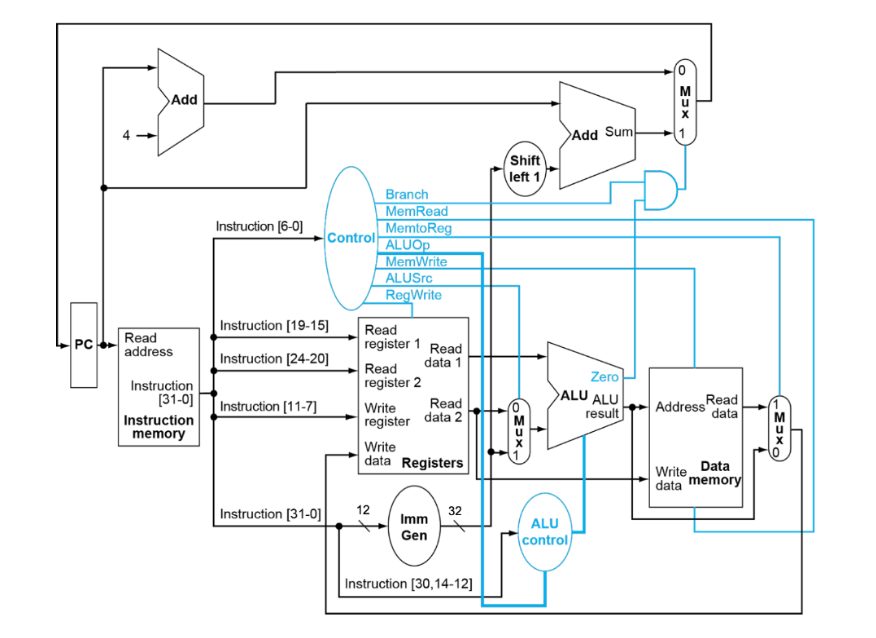 0
M
u
x
1
Add
4
Add Sum
Shift
left 1
Branch
MemRead
MemtoReg
ALUOp
MemWrite
ALUSrc
RegWrite
Instruction [6-0]
Control
PC
Read
address
Instruction
[31-0]
Instruction
memory
Instruction [19-15]
Instruction [24-20]
Instruction [11-7]
Read
register 1
Read
data 1
Read
register 2
Write
register
Read
data 2
Write
data
Registers
0
M
u
x
1
Zero
ALU
ALU
result
Address
Read
data
Write
data
Data
memory
1
M
u
x
0
Instruction [31-0]
12
Imm
Gen
32
ALU
control
Instruction [30,14-12]